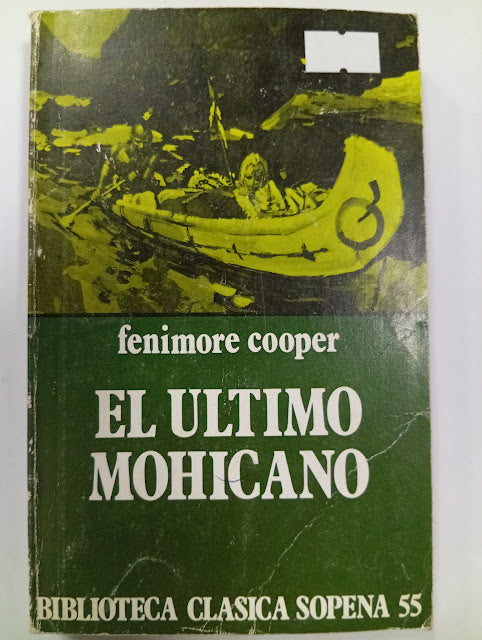 fenimore cooper
EL ULTIMO
MOHICANO
BIBLIOTECA CLASICA SOPENA 55